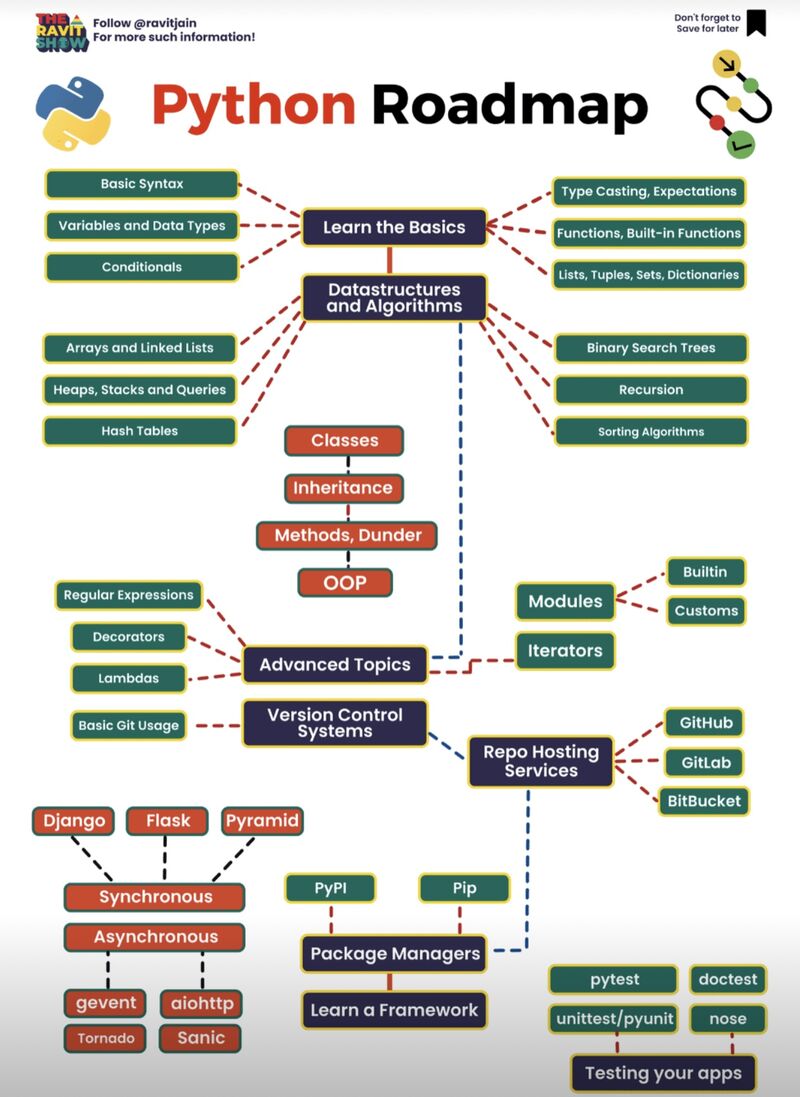 THE
RAVIT
SHOW
Follow @ravitjain
For more such information!
Don't forget to
Save for later
Python Roadmap
Basic Syntax
Variables and Data Types
Conditionals
Learn the Basics
Type Casting, Expectations
Functions, Built-in Functions
Lists, Tuples, Sets, Dictionaries
Datastructures
and Algorithms
Arrays and Linked Lists
Heaps, Stacks and Queries
Hash Tables
Binary Search Trees
Recursion
Sorting Algorithms
Classes
Inheritance
Methods, Dunder
OOP
Regular Expressions
Decorators
Lambdas
Advanced Topics
Modules
Iterators
Builtin
Customs
Basic Git Usage
Version Control
Systems
Repo Hosting
Services
GitHub
GitLab
BitBucket
Django
Flask
Pyramid
Synchronous
Asynchronous
gevent
aiohttp
Tornado
Sanic
PyPI
Pip
Package Managers
Learn a Framework
pytest
doctest
unittest/pyunit
nose
Testing your apps